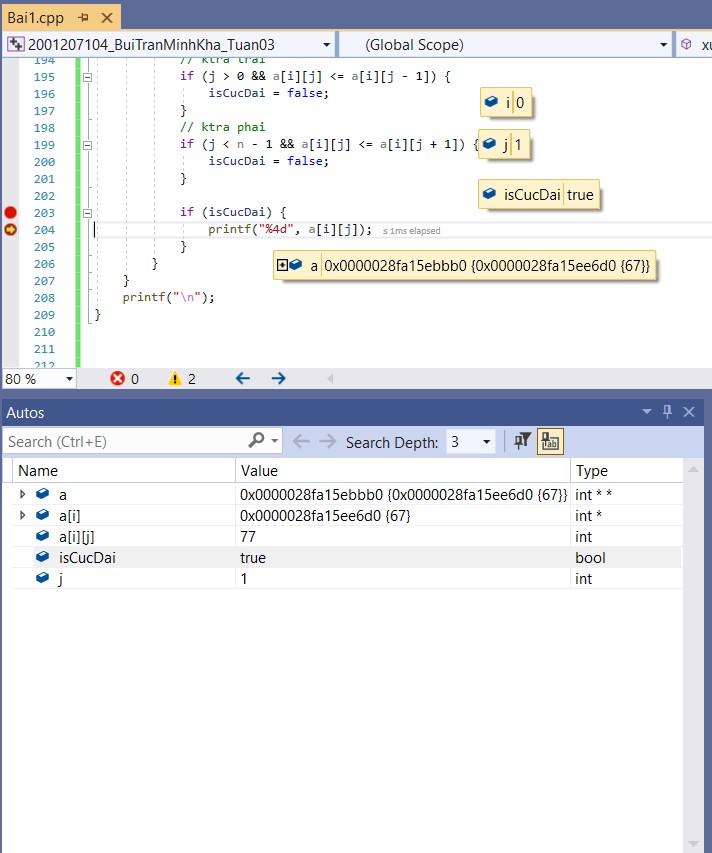 Bai1.cpp
2001207104_BuiTranMinhKha_Tuan03 (Global Scope)
194 // ktra trai
195 if (j > 0 && a[i][j] <= a[i][j - 1]) {
196 isCucDai = false;
197 }
198 // ktra phai
199 if (j < n - 1 && a[i][j] <= a[i][j + 1]) {
200 isCucDai = false;
201 }
202
203 if (isCucDai) {
204 printf("%4d", a[i][j]); ≤ 1ms elapsed
205 }
206 }
207 }
208 printf("\n");
209 }
210
211
212
i 0
j 1
isCucDai true
a 0x0000028fa15ebbb0 {0x0000028fa15ee6d0 {67}}
80 % 0 2
Autos
Search (Ctrl+E) Search Depth: 3
Name Value Type
a 0x0000028fa15ebbb0 {0x0000028fa15ee6d0 {67}} int * *
a[i] 0x0000028fa15ee6d0 {67} int *
a[i][j] 77 int
isCucDai true bool
j 1 int